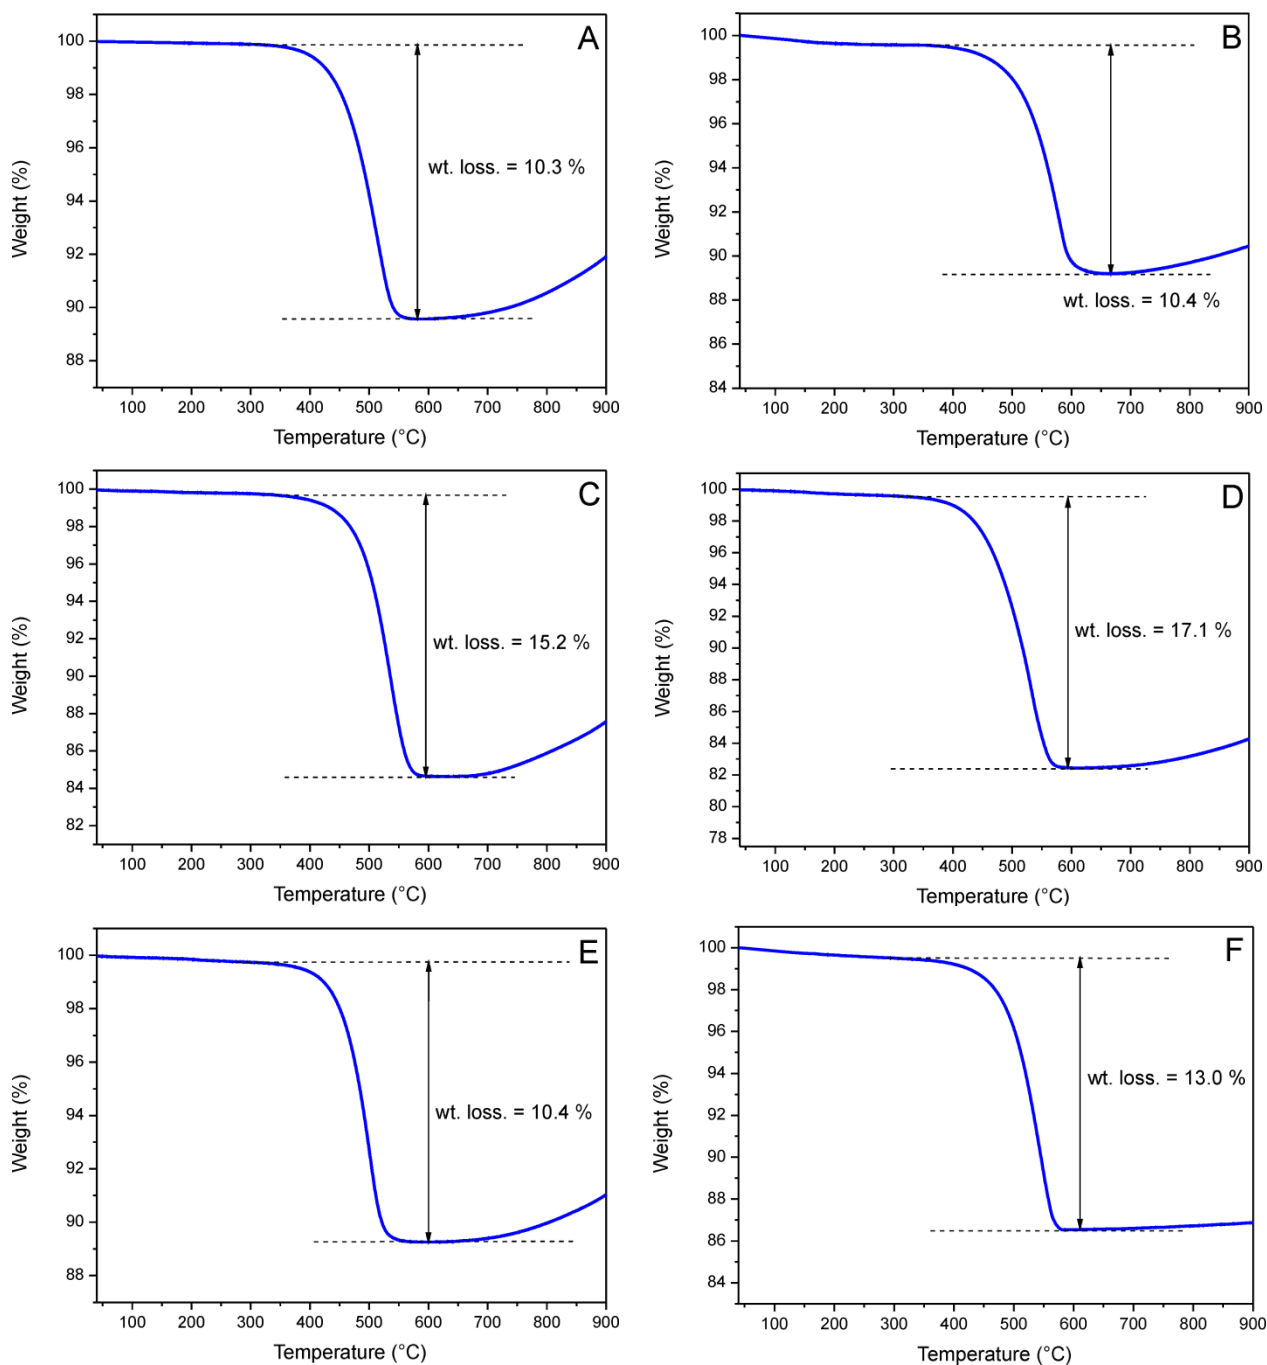 A
100
98
96
94
92
90
88
wt. loss. = 10.3 %
Weight (%)
100 200 300 400 500 600 700 800 900
Temperature (°C)
B
100
98
96
94
92
90
88
86
84
wt. loss. = 10.4 %
Weight (%)
100 200 300 400 500 600 700 800 900
Temperature (°C)
C
100
98
96
94
92
90
88
86
84
82
wt. loss. = 15.2 %
Weight (%)
100 200 300 400 500 600 700 800 900
Temperature (°C)
D
100
98
96
94
92
90
88
86
84
82
80
78
wt. loss. = 17.1 %
Weight (%)
100 200 300 400 500 600 700 800 900
Temperature (°C)
E
100
98
96
94
92
90
88
wt. loss. = 10.4 %
Weight (%)
100 200 300 400 500 600 700 800 900
Temperature (°C)
F
100
98
96
94
92
90
88
86
84
wt. loss. = 13.0 %
Weight (%)
100 200 300 400 500 600 700 800 900
Temperature (°C)